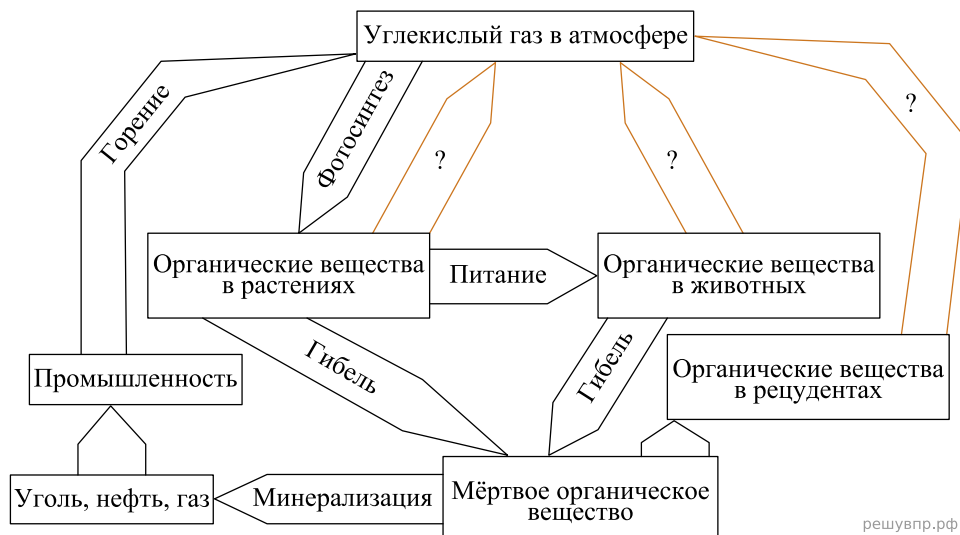 Углекислый газ в атмосфере
Горение
Фотосинтез
?
?
?
Органические вещества
в растениях
Питание
Органические вещества
в животных
Гибель
Гибель
Промышленность
Органические вещества
в рецудентах
Уголь, нефть, газ
Минерализация
Мёртвое органическое
вещество
решувпр.рф